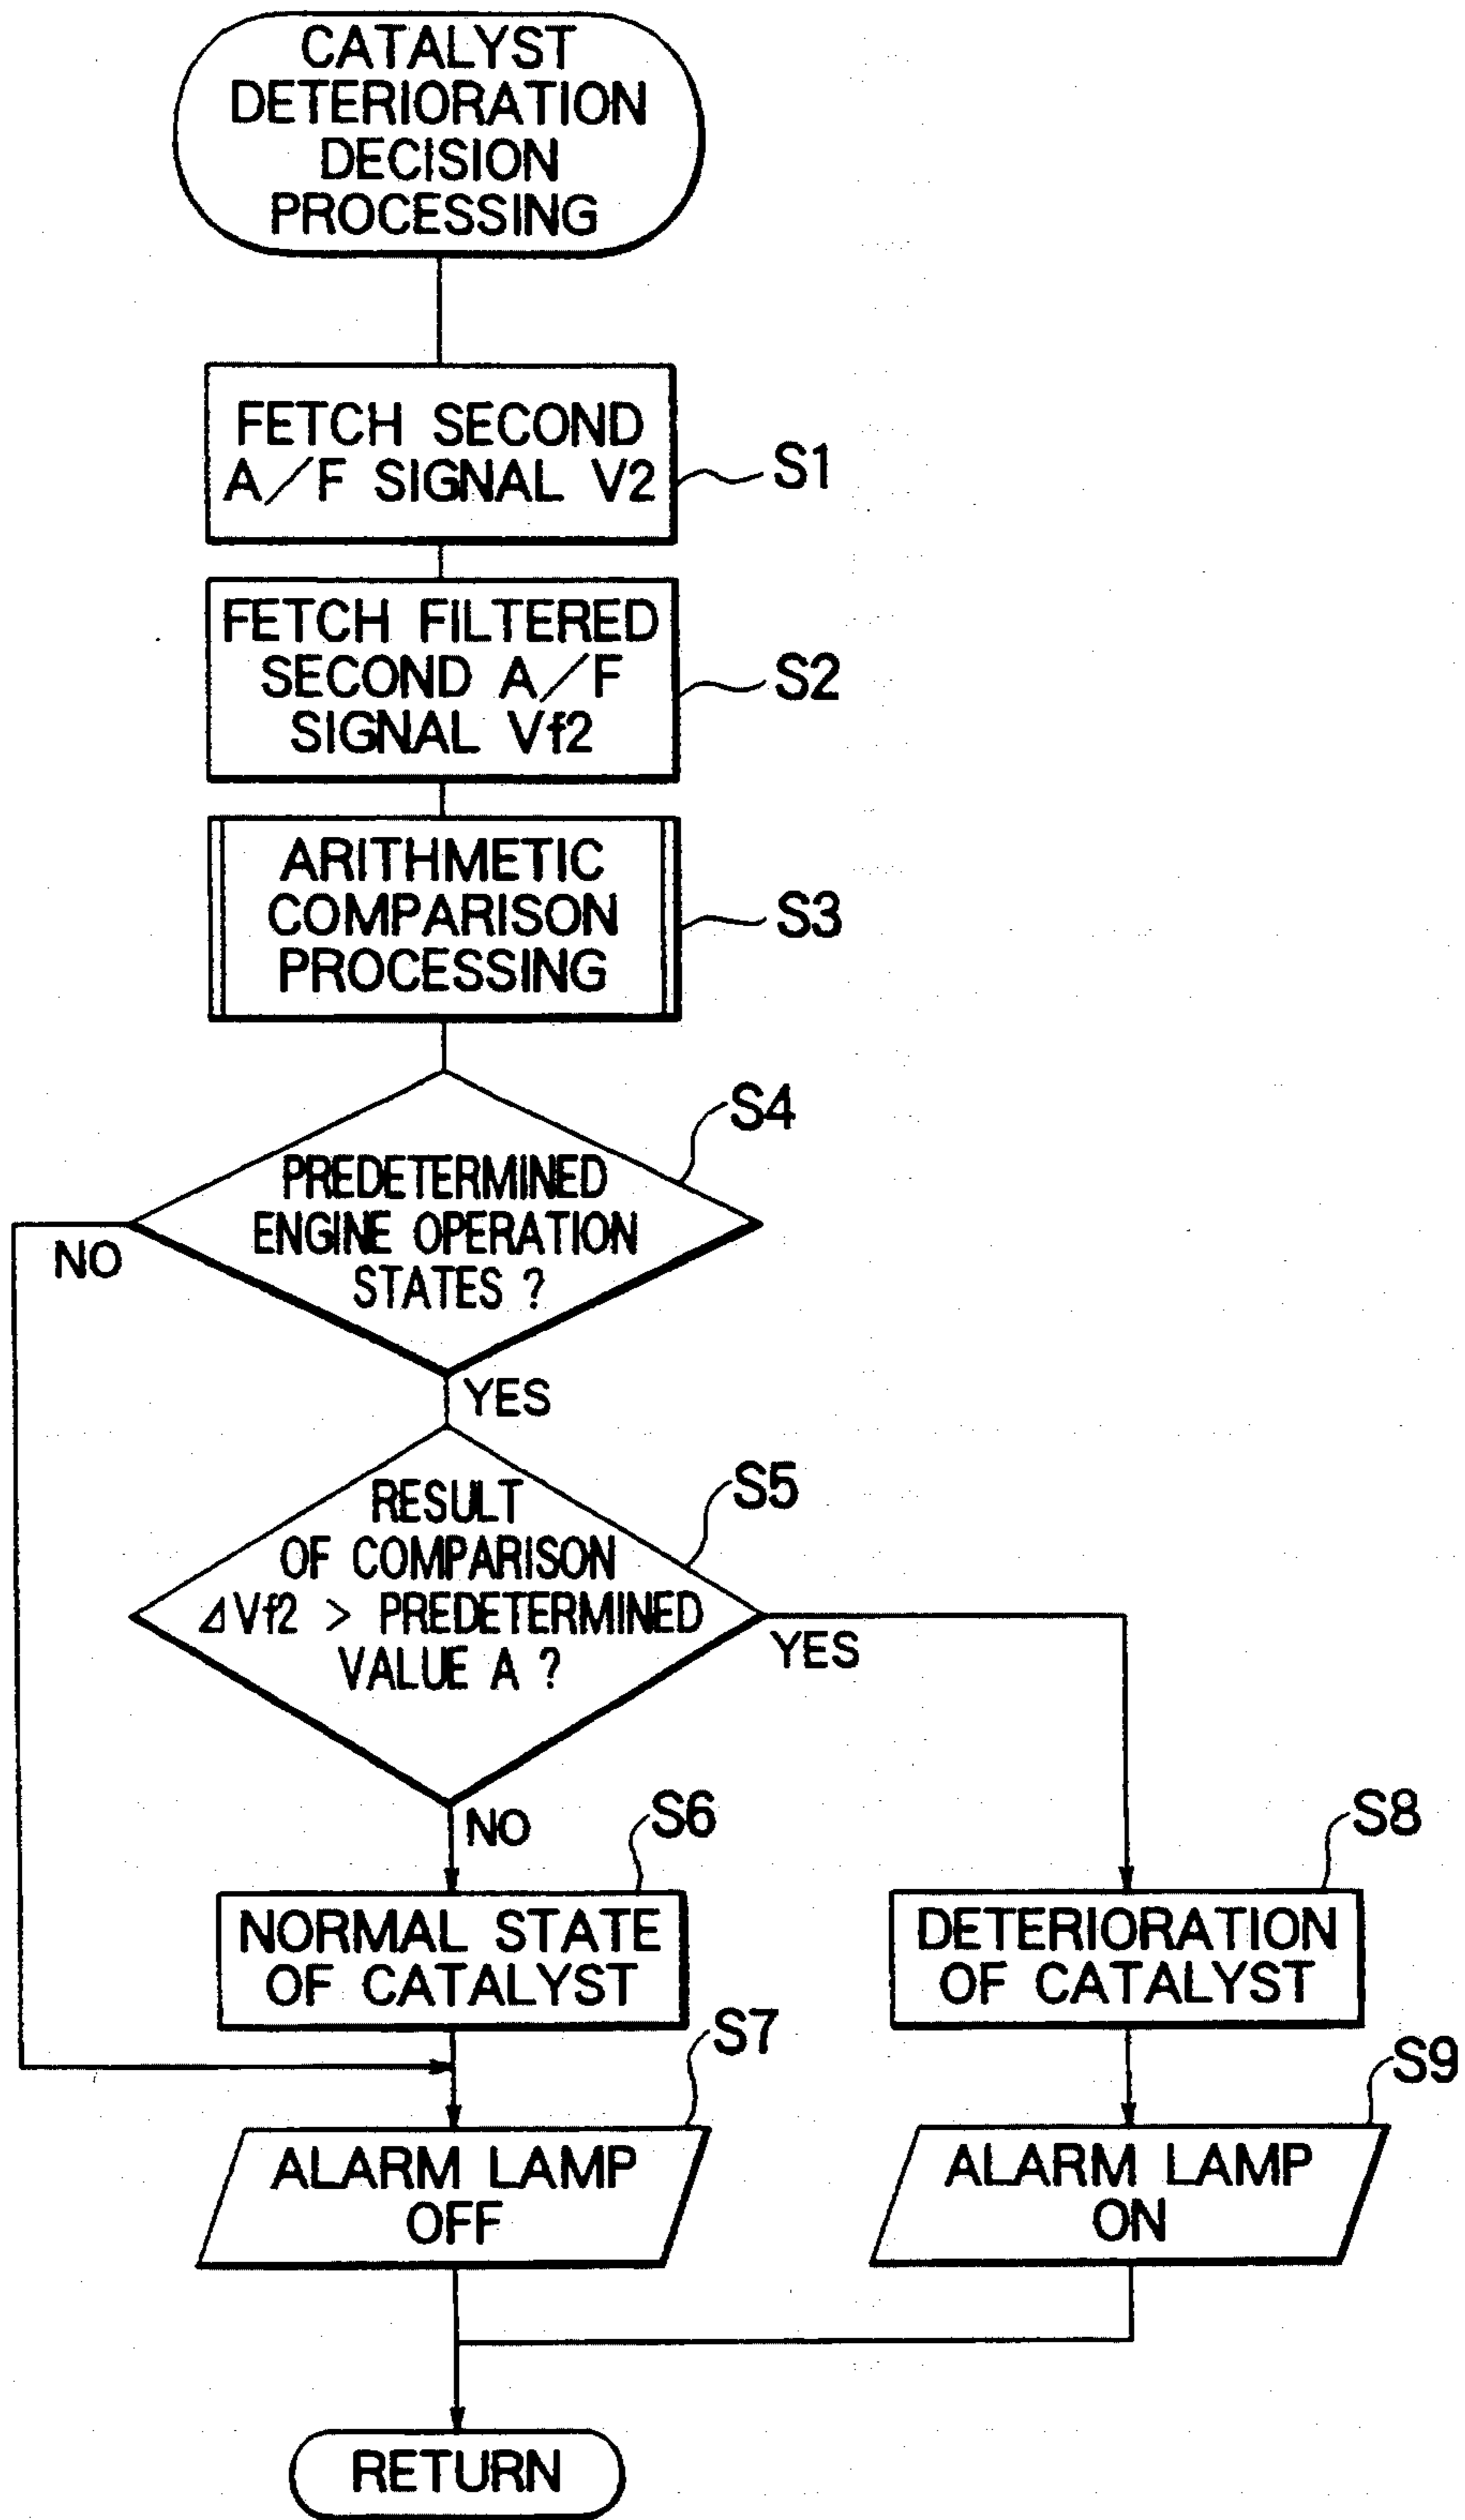 CATALYST
DETERIORATION
DECISION
PROCESSING
FETCH SECOND
A/F SIGNAL V2
S1
FETCH FILTERED
SECOND A/F
SIGNAL Vf2
S2
ARITHMETIC
COMPARISON
PROCESSING
S3
S4
PREDETERMINED
ENGINE OPERATION
STATES ?
NO
YES
S5
RESULT
OF COMPARISON
⊿Vf2 > PREDETERMINED
VALUE A ?
YES
NO
S6
NORMAL STATE
OF CATALYST
S8
DETERIORATION
OF CATALYST
S7
ALARM LAMP
OFF
S9
ALARM LAMP
ON
RETURN